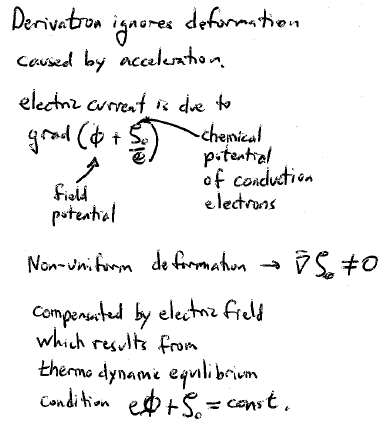 Derivation ignores deformation
caused by acceleration.
electric current is due to
grad (ϕ + ζ₀/e)
chemical
potential
of conduction
electrons
field
potential
Non-uniform deformation → ∇̄ζ₀ ≠ 0
compensated by electric field
which results from
thermodynamic equilibrium
condition eϕ + ζ₀ = const.